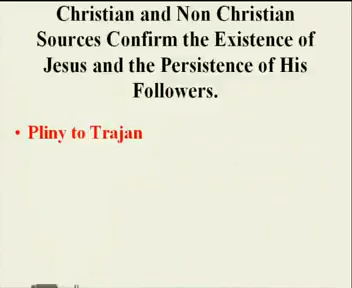 Christian and Non Christian
Sources Confirm the Existence of
Jesus and the Persistence of His
Followers.
• Pliny to Trajan